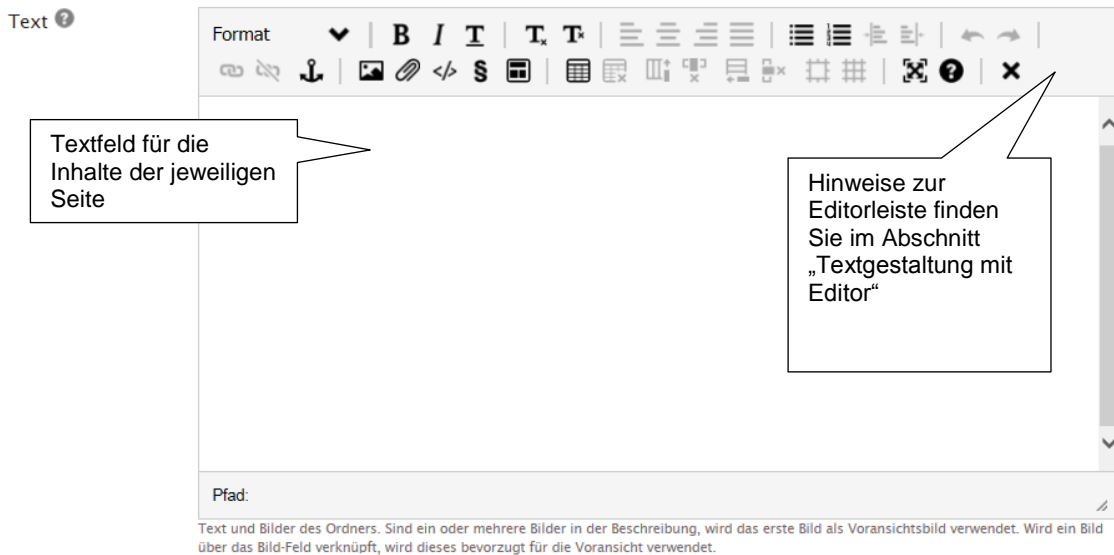 Text
Format
Textfeld für die
Inhalte der jeweiligen
Seite
Hinweise zur
Editorleiste finden
Sie im Abschnitt
„Textgestaltung mit
Editor“
Pfad:
Text und Bilder des Ordners. Sind ein oder mehrere Bilder in der Beschreibung, wird das erste Bild als Voransichtsbild verwendet. Wird ein Bild
über das Bild-Feld verknüpft, wird dieses bevorzugt für die Voransicht verwendet.